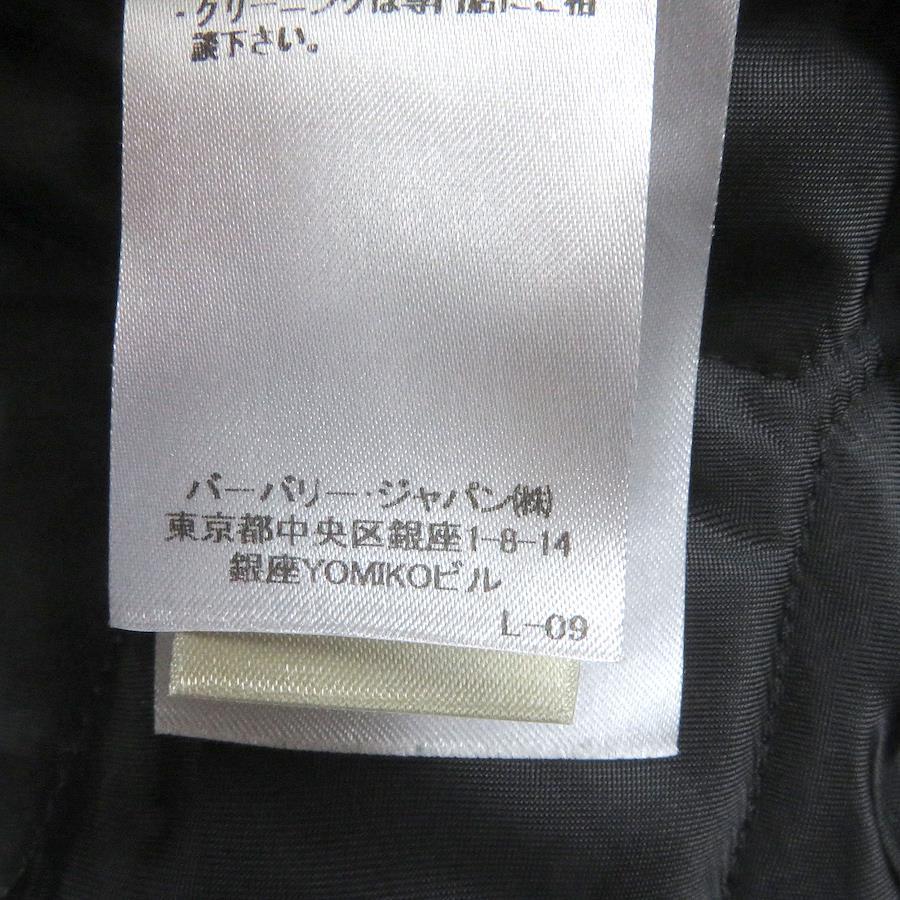 ・クリーニングは専門店にご相
談下さい。
バーバリー・ジャパン㈱
東京都中央区銀座1-8-14
銀座YOMIKOビル
L-09